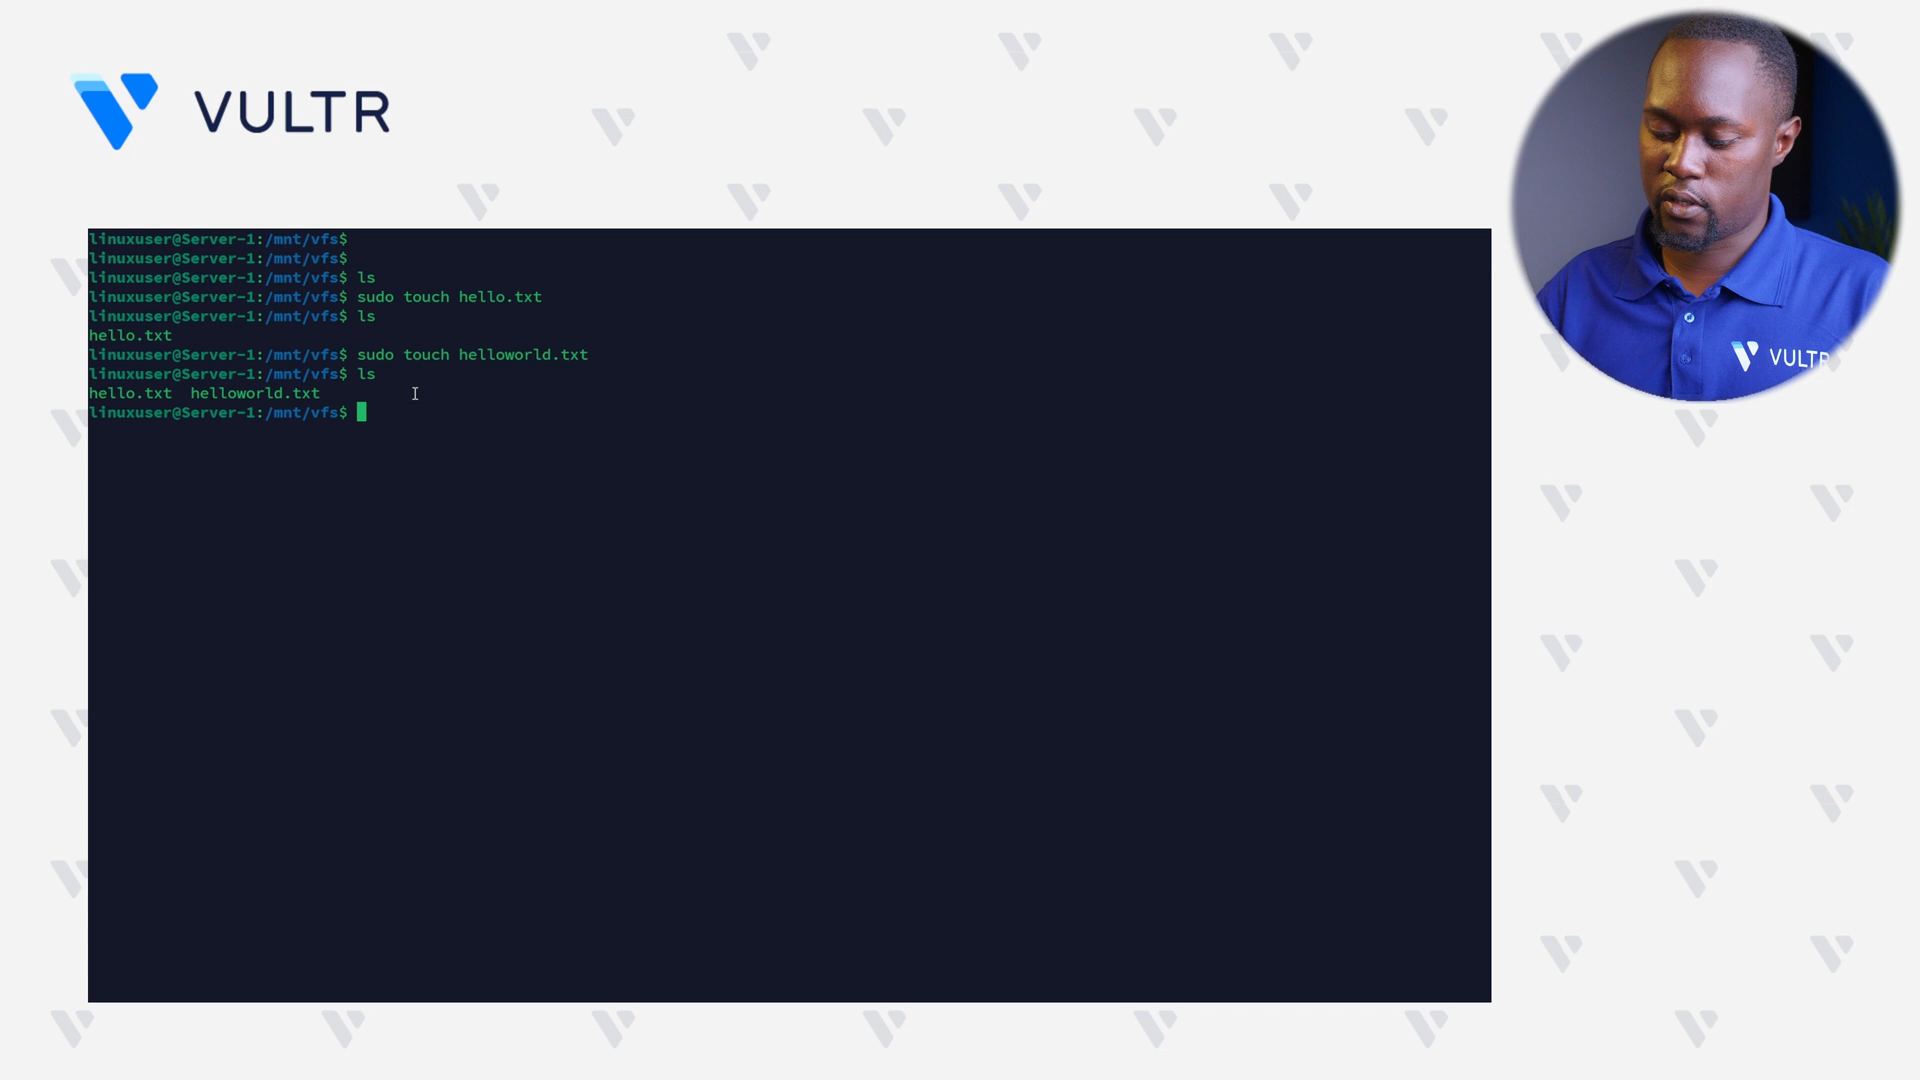 VULTR
linuxuser@Server-1:/mnt/vfs$
linuxuser@Server-1:/mnt/vfs$
linuxuser@Server-1:/mnt/vfs$ ls
linuxuser@Server-1:/mnt/vfs$ sudo touch hello.txt
linuxuser@Server-1:/mnt/vfs$ ls
hello.txt
linuxuser@Server-1:/mnt/vfs$ sudo touch helloworld.txt
linuxuser@Server-1:/mnt/vfs$ ls
hello.txt  helloworld.txt
linuxuser@Server-1:/mnt/vfs$
VULTR